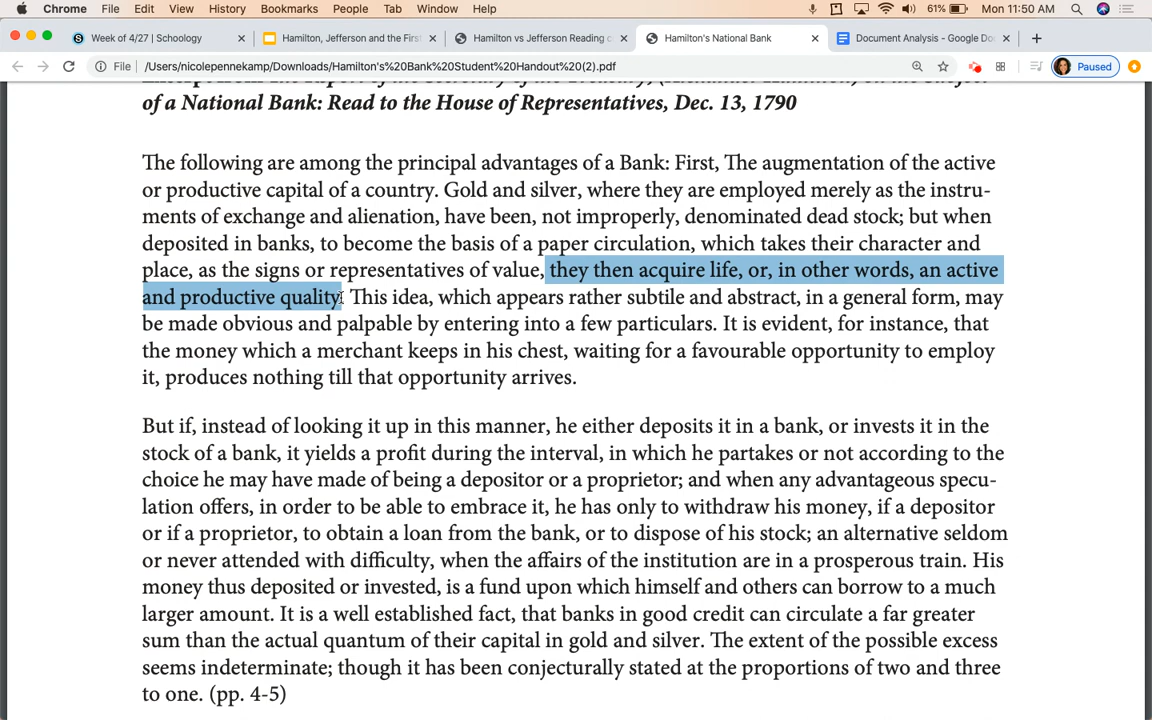 Chrome File Edit View History Bookmarks People Tab Window Help 61% Mon 11:50 AM
Week of 4/27 | Schoology Hamilton, Jefferson and the Firs Hamilton vs Jefferson Reading c Hamilton's National Bank Document Analysis - Google Do
File /Users/nicolepennekamp/Downloads/Hamilton's%20Bank%20Student%20Handout%20(2).pdf Paused
of a National Bank: Read to the House of Representatives, Dec. 13, 1790
The following are among the principal advantages of a Bank: First, The augmentation of the active
or productive capital of a country. Gold and silver, where they are employed merely as the instru-
ments of exchange and alienation, have been, not improperly, denominated dead stock; but when
deposited in banks, to become the basis of a paper circulation, which takes their character and
place, as the signs or representatives of value, they then acquire life, or, in other words, an active
and productive quality. This idea, which appears rather subtile and abstract, in a general form, may
be made obvious and palpable by entering into a few particulars. It is evident, for instance, that
the money which a merchant keeps in his chest, waiting for a favourable opportunity to employ
it, produces nothing till that opportunity arrives.
But if, instead of looking it up in this manner, he either deposits it in a bank, or invests it in the
stock of a bank, it yields a profit during the interval, in which he partakes or not according to the
choice he may have made of being a depositor or a proprietor; and when any advantageous specu-
lation offers, in order to be able to embrace it, he has only to withdraw his money, if a depositor
or if a proprietor, to obtain a loan from the bank, or to dispose of his stock; an alternative seldom
or never attended with difficulty, when the affairs of the institution are in a prosperous train. His
money thus deposited or invested, is a fund upon which himself and others can borrow to a much
larger amount. It is a well established fact, that banks in good credit can circulate a far greater
sum than the actual quantum of their capital in gold and silver. The extent of the possible excess
seems indeterminate; though it has been conjecturally stated at the proportions of two and three
to one. (pp. 4-5)